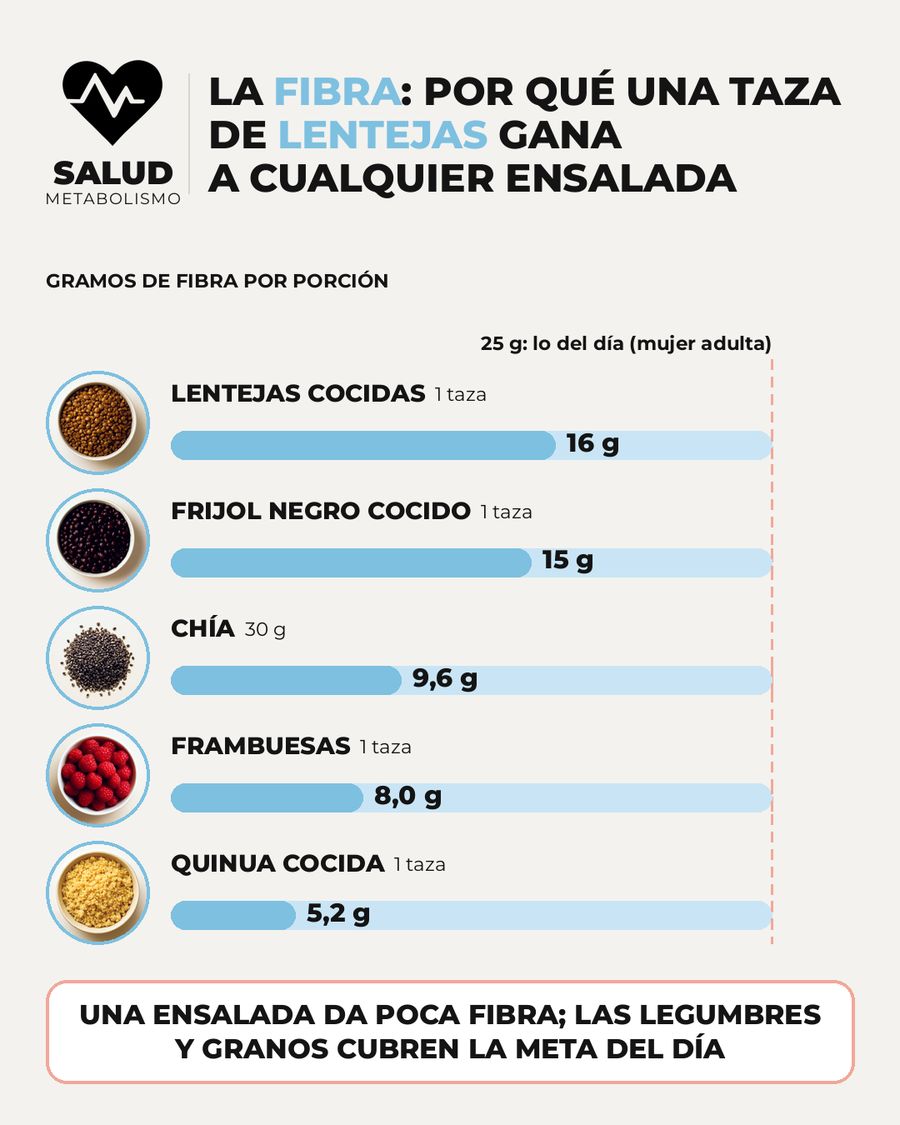 SALUD
METABOLISMO
LA FIBRA: POR QUÉ UNA TAZA
DE LENTEJAS GANA
A CUALQUIER ENSALADA
GRAMOS DE FIBRA POR PORCIÓN
25 g: lo del día (mujer adulta)
LENTEJAS COCIDAS 1 taza
16 g
FRIJOL NEGRO COCIDO 1 taza
15 g
CHÍA 30 g
9,6 g
FRAMBUESAS 1 taza
8,0 g
QUINUA COCIDA 1 taza
5,2 g
UNA ENSALADA DA POCA FIBRA; LAS LEGUMBRES
Y GRANOS CUBREN LA META DEL DÍA